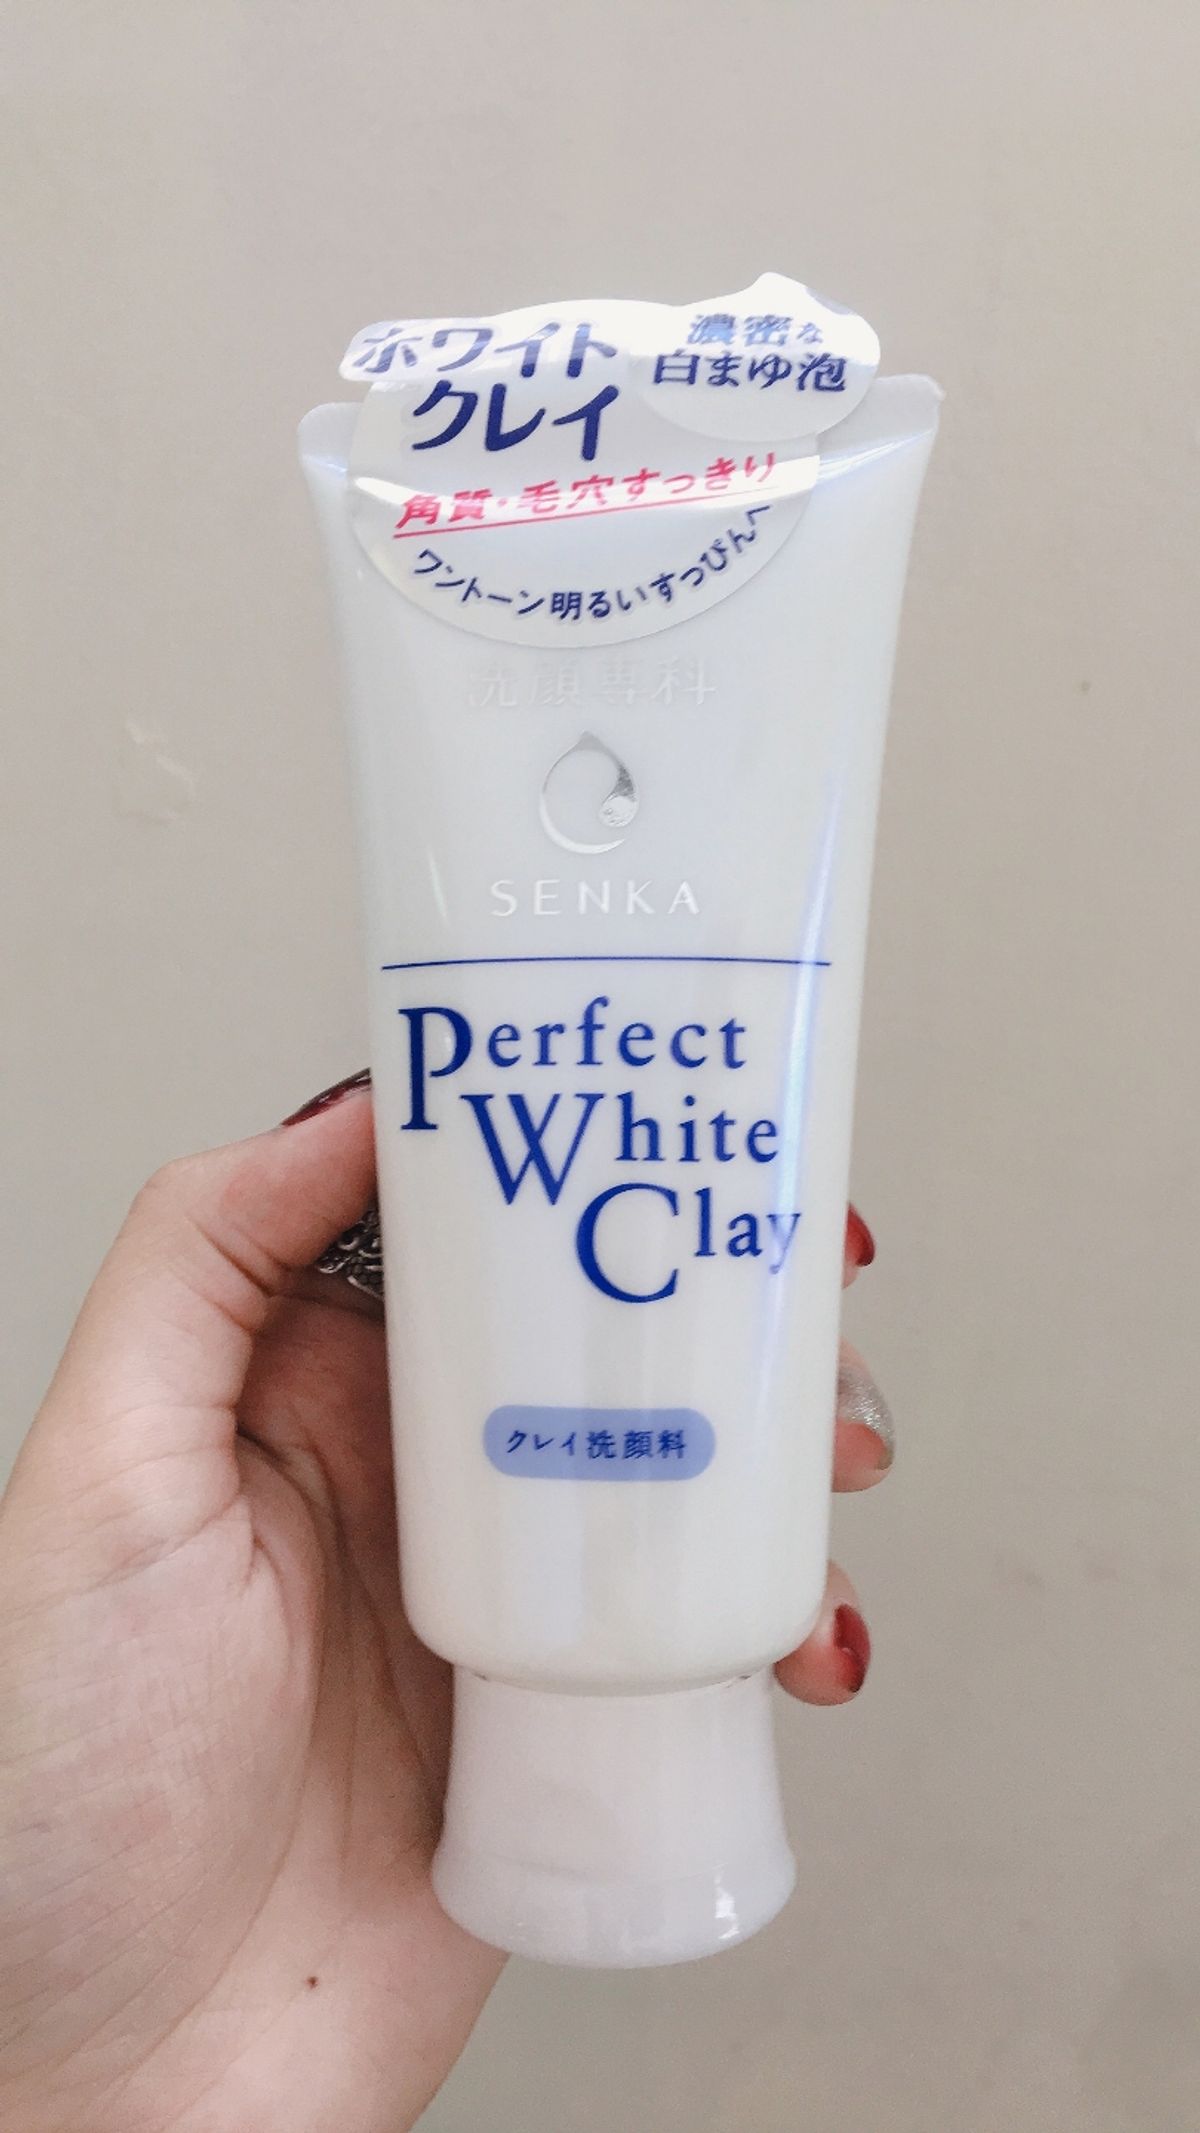 ホワイト
クレイ
濃密な
白まゆ泡
角質・毛穴すっきり
ワントーン明るいすっぴんへ
洗顔専科
SENKA
Perfect
White
Clay
クレイ洗顔料